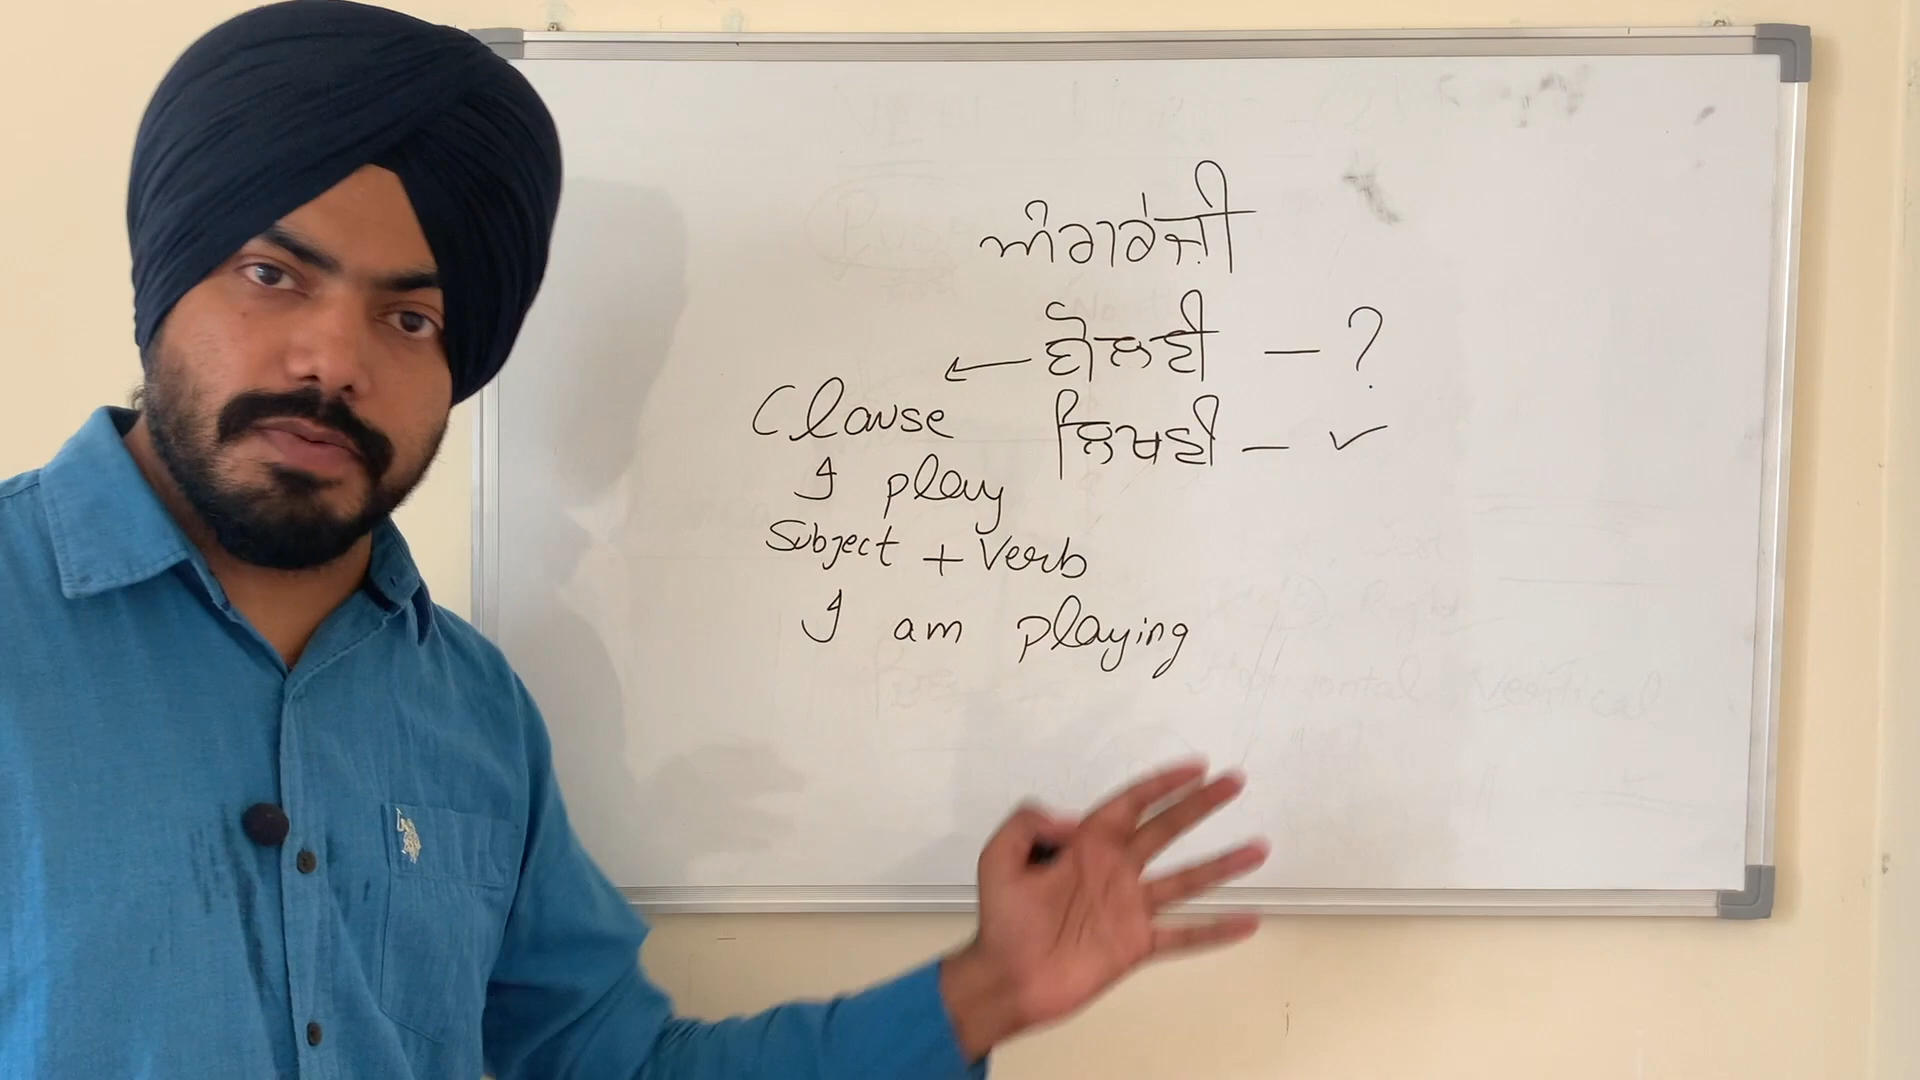 ਅੰਗਰੇਜ਼ੀ
ਬੋਲਣੀ - ?
ਲਿਖਣੀ - ✓
Clause
I play
Subject + Verb
I am playing